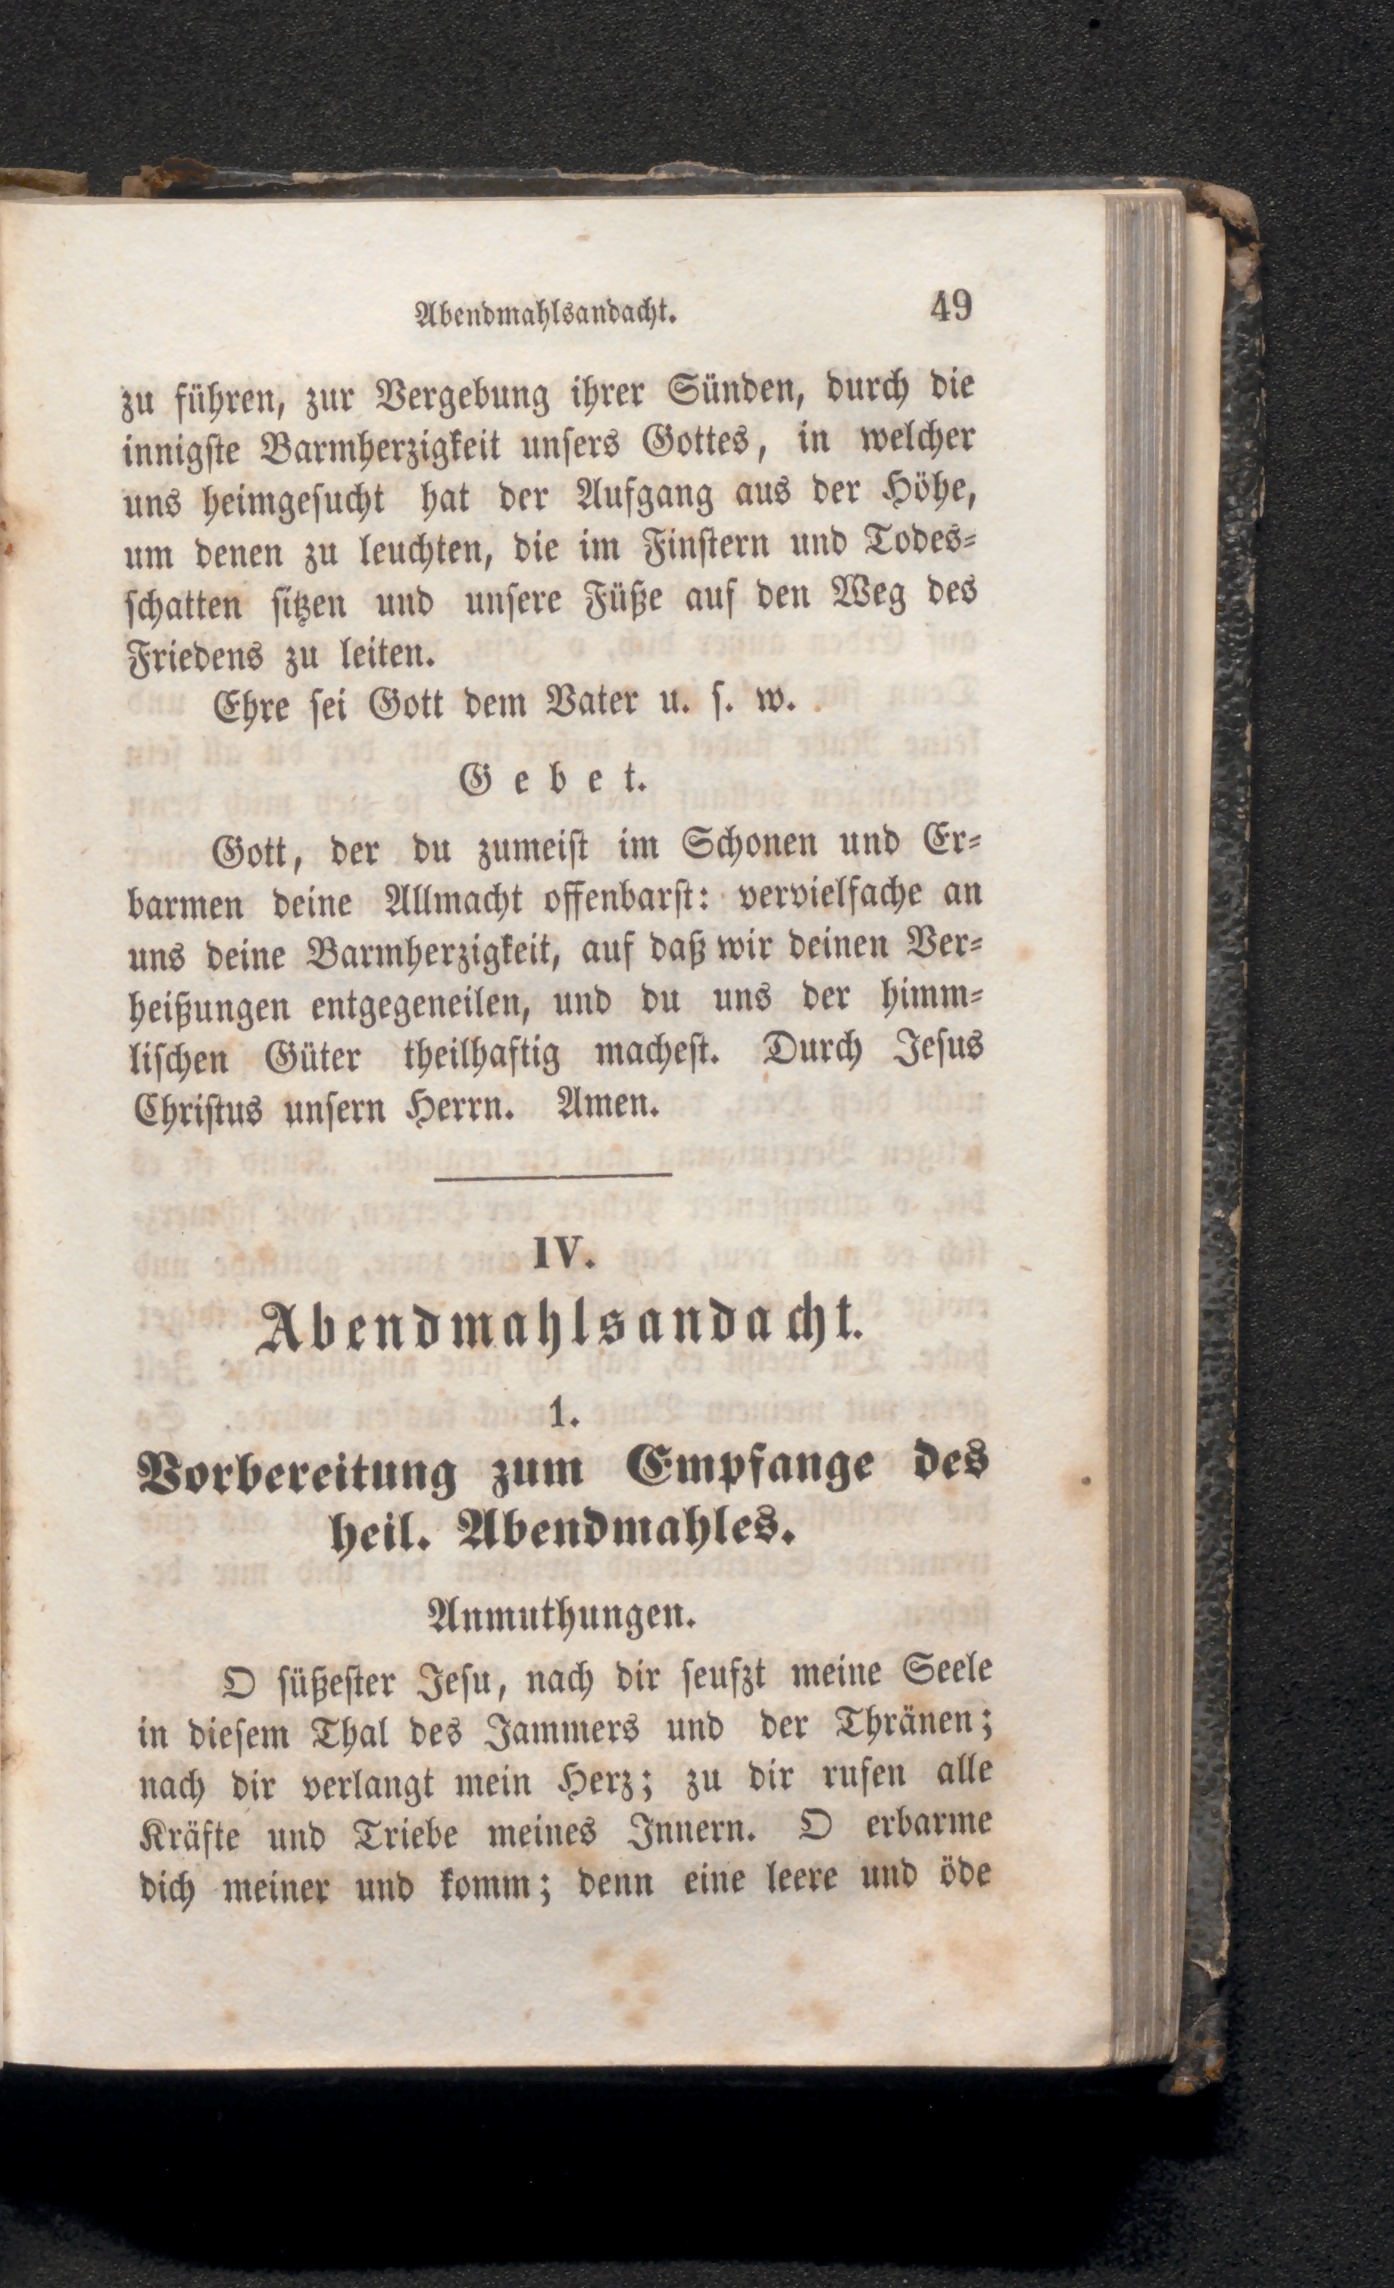 Abendmahlsandacht. 49
zu führen, zur Vergebung ihrer Sünden, durch die
innigſte Barmherzigkeit unſers Gottes, in welcher
uns heimgeſucht hat der Aufgang aus der Höhe,
um denen zu leuchten, die im Finſtern und Todes⸗
ſchatten ſitzen und unſere Füße auf den Weg des
Friedens zu leiten.
Ehre ſei Gott dem Vater u. ſ. w.
Gebet.
Gott, der du zumeiſt im Schonen und Er⸗
barmen deine Allmacht offenbarſt: vervielfache an
uns deine Barmherzigkeit, auf daß wir deinen Ver⸗
heißungen entgegeneilen, und du uns der himm⸗
liſchen Güter theilhaftig macheſt. Durch Jeſus
Chriſtus unſern Herrn. Amen.
IV.
Abendmahlsandacht.
1.
Vorbereitung zum Empfange des
heil. Abendmahles.
Anmuthungen.
O ſüßeſter Jeſu, nach dir ſeufzt meine Seele
in dieſem Thal des Jammers und der Thränen;
nach dir verlangt mein Herz; zu dir rufen alle
Kräfte und Triebe meines Innern. O erbarme
dich meiner und komm; denn eine leere und öde